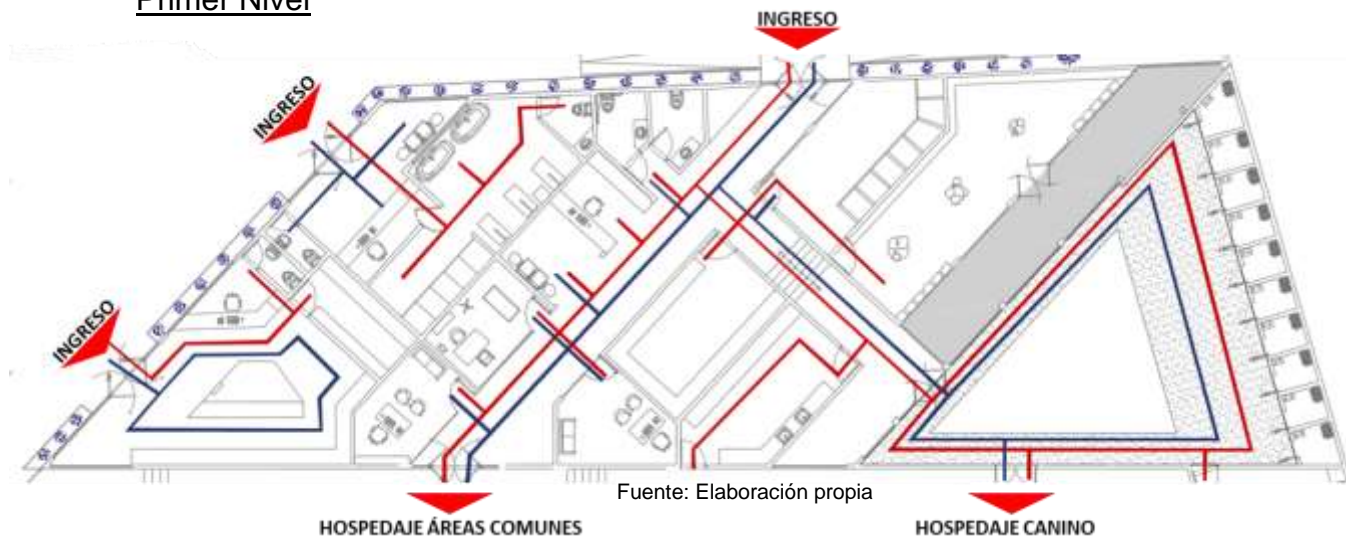 Primer Nivel
INGRESO
INGRESO
INGRESO
Fuente: Elaboración propia
HOSPEDAJE ÁREAS COMUNES
HOSPEDAJE CANINO